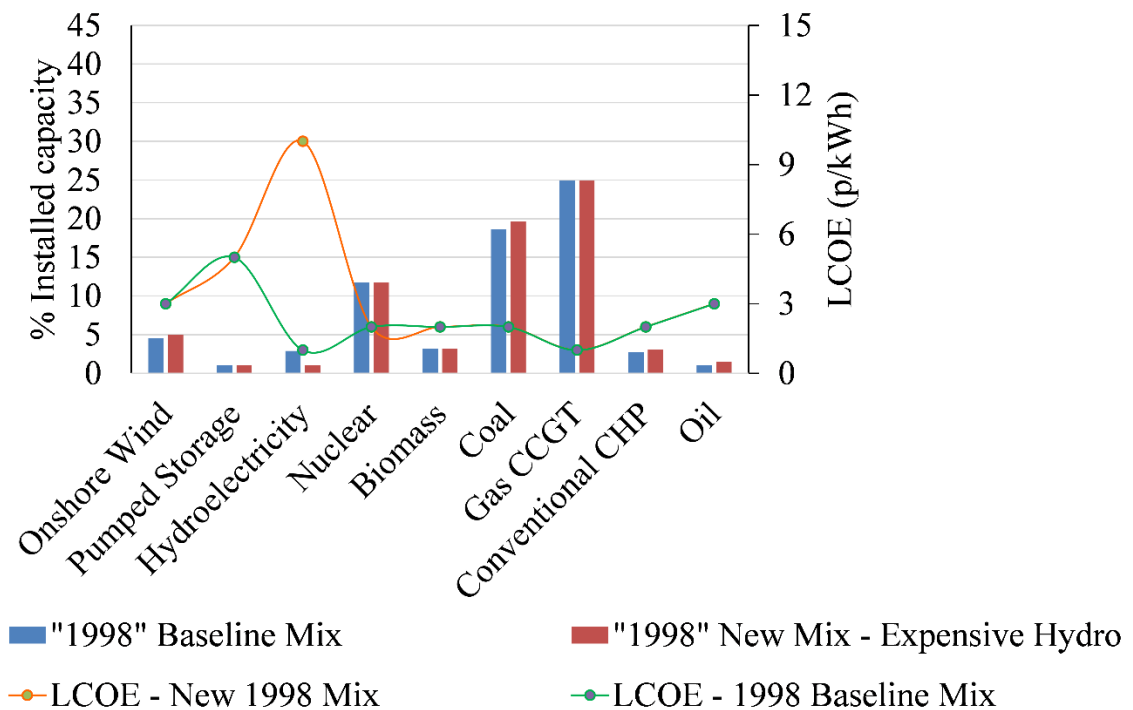 % Installed capacity
45
40
35
30
25
20
15
10
5
0
15
12
9
6
3
0
LCOE (p/kWh)
Onshore Wind
Pumped Storage
Hydroelectricity
Nuclear
Biomass
Coal
Gas CCGT
Conventional CHP
Oil
"1998" Baseline Mix
"1998" New Mix - Expensive Hydro
LCOE - New 1998 Mix
LCOE - 1998 Baseline Mix